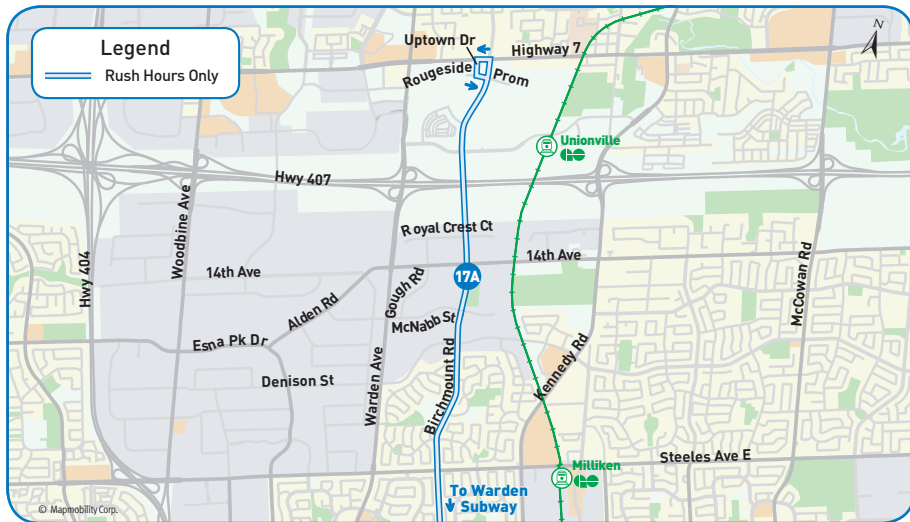 Legend
Rush Hours Only
Uptown Dr
Highway 7
N
Rougeside
Prom
Unionville
GO
Hwy 407
Woodbine Ave
Royal Crest Ct
Hwy 404
14th Ave
14th Ave
McCowan Rd
17A
Gough Rd
Alden Rd
McNabb St
Esna Pk Dr
Warden Ave
Birchmount Rd
Kennedy Rd
Denison St
Steeles Ave E
Milliken
GO
To Warden
Subway
© Mapmobility Corp.